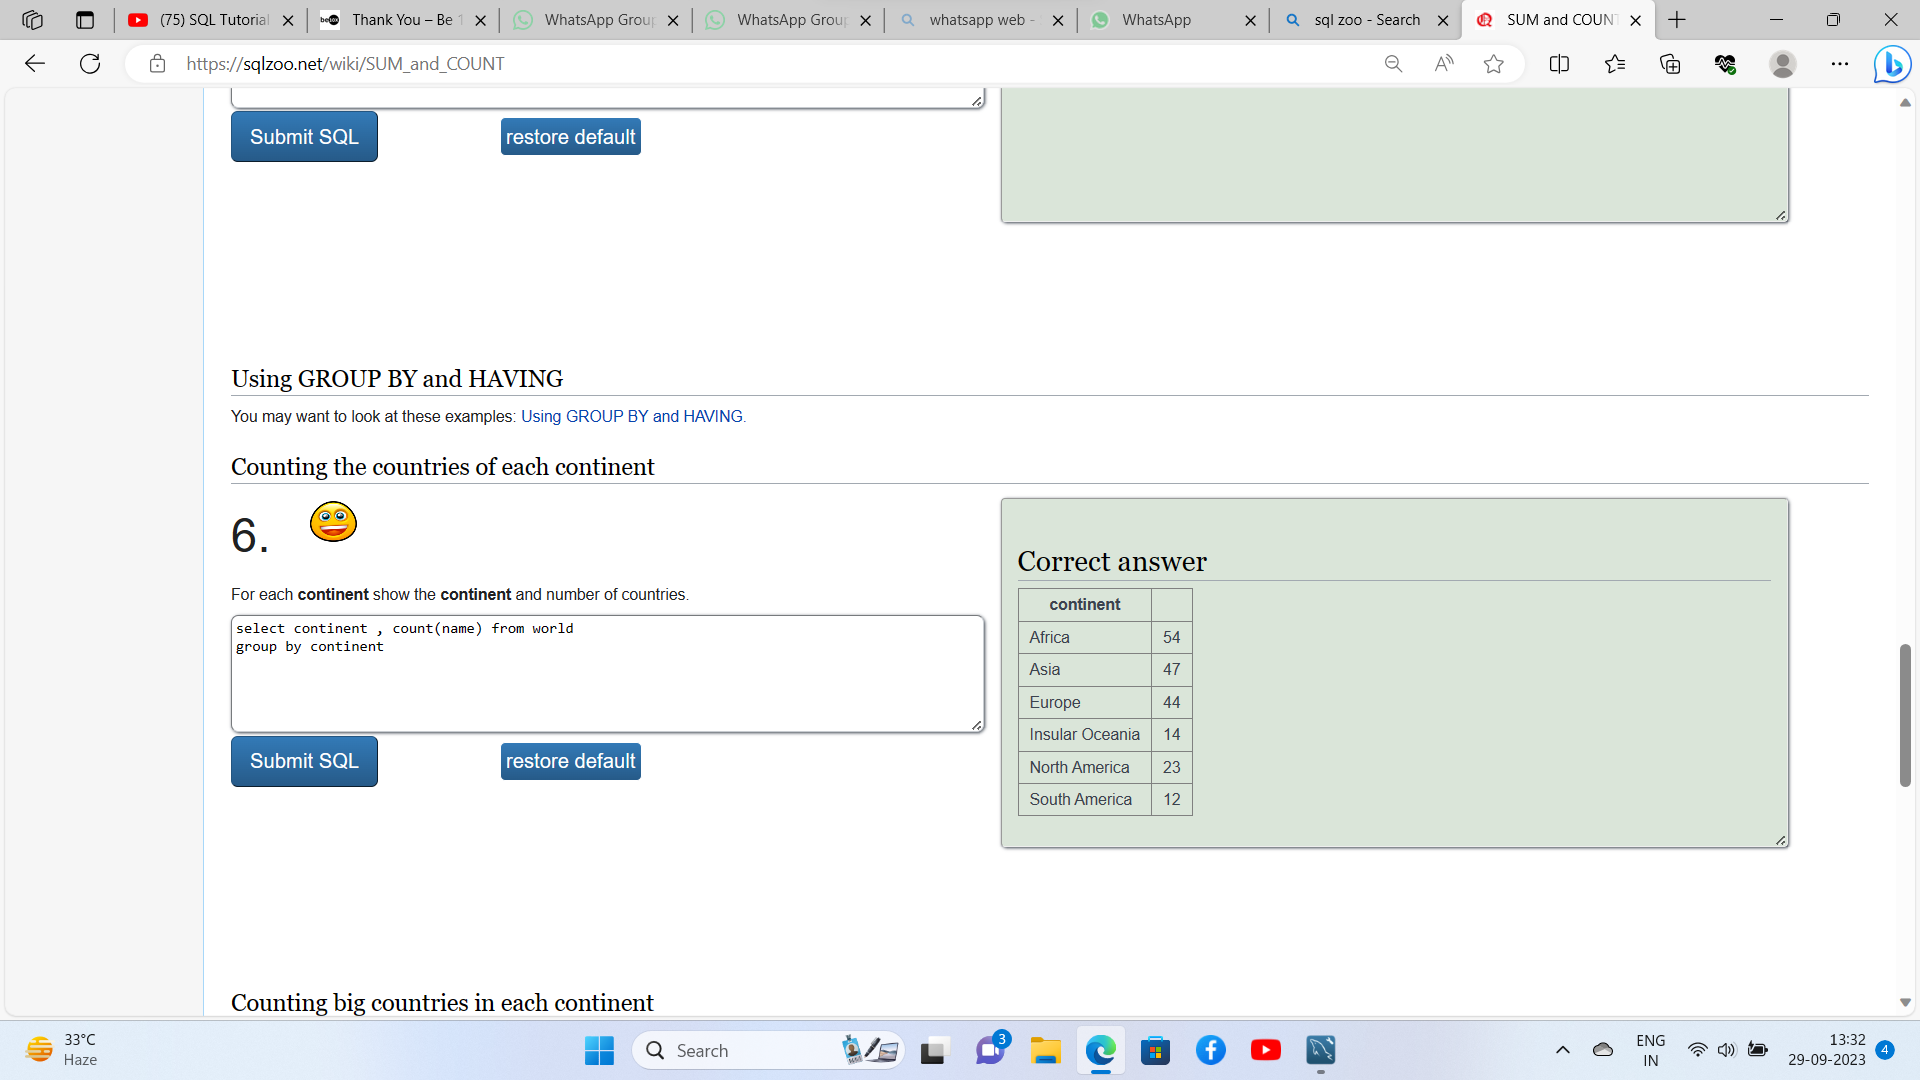 (75) SQL Tutorial
Thank You – Be 1
WhatsApp Group
WhatsApp Group
whatsapp web -
WhatsApp
sql zoo - Search
SUM and COUNT
https://sqlzoo.net/wiki/SUM_and_COUNT
Submit SQL
restore default
Using GROUP BY and HAVING
You may want to look at these examples: Using GROUP BY and HAVING.
Counting the countries of each continent
6.
For each continent show the continent and number of countries.
select continent , count(name) from world
group by continent
Submit SQL
restore default
Correct answer
continent
Africa 54
Asia 47
Europe 44
Insular Oceania 14
North America 23
South America 12
Counting big countries in each continent
33°C
Haze
Search
3
ENG
IN
13:32
29-09-2023
4